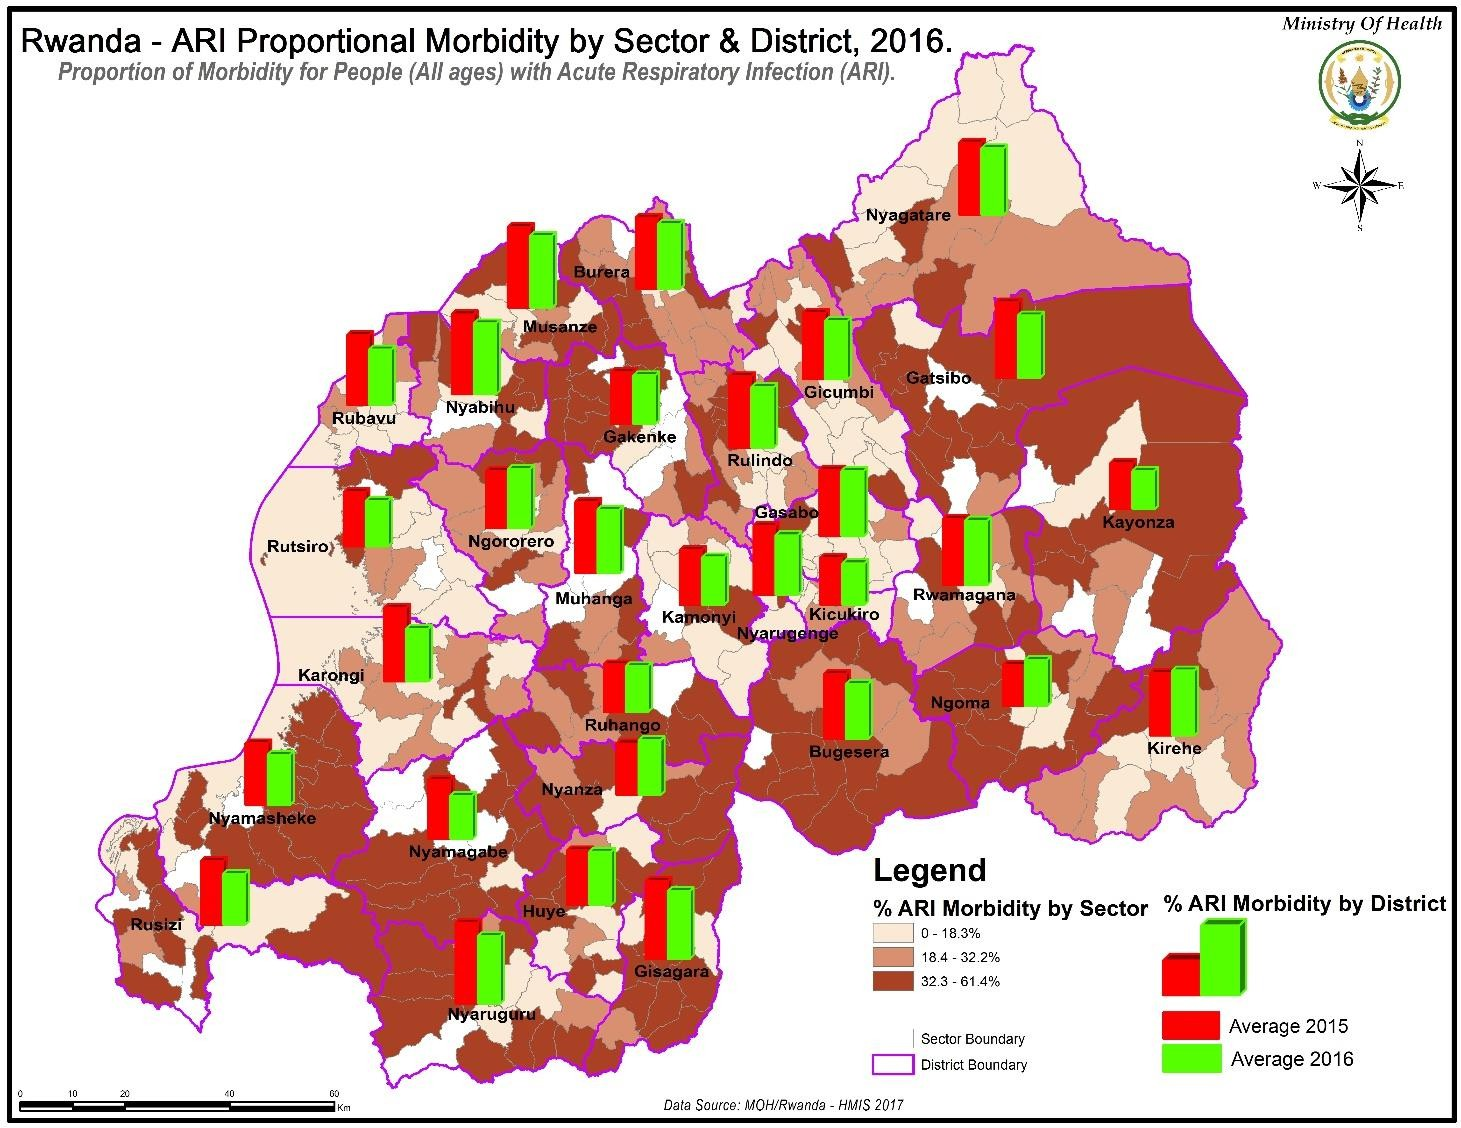 Ministry Of Health
Rwanda - ARI Proportional Morbidity by Sector & District, 2016.
Proportion of Morbidity for People (All ages) with Acute Respiratory Infection (ARI).
N
W
E
S
Nyagatare
Burera
Musanze
Gatsibo
Gicumbi
Nyabihu
Rubavu
Gakenke
Rulindo
Gasabo
Kayonza
Ngororero
Rutsiro
Rwamagana
Muhanga
Kamonyi
Kicukiro
Nyarugenge
Karongi
Ngoma
Ruhango
Bugesera
Kirehe
Nyanza
Nyamasheke
Nyamagabe
Huye
Rusizi
Gisagara
Nyaruguru
Legend
% ARI Morbidity by Sector
0 - 18.3%
18.4 - 32.2%
32.3 - 61.4%
Sector Boundary
District Boundary
% ARI Morbidity by District
Average 2015
Average 2016
0 10 20 40 60
Km
Data Source: MOH/Rwanda - HMIS 2017